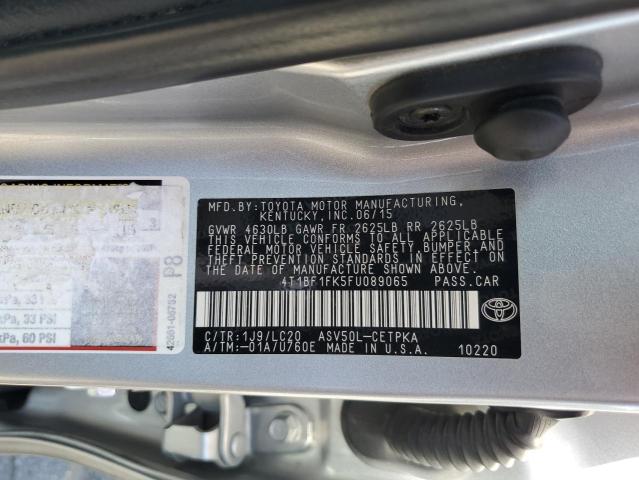 MFD.BY:TOYOTA MOTOR MANUFACTURING,
KENTUCKY, INC.06/15
GVWR 4630LB GAWR FR 2625LB RR 2625LB
THIS VEHICLE CONFORMS TO ALL APPLICABLE
FEDERAL MOTOR VEHICLE SAFETY,BUMPER,AND
THEFT PREVENTION STANDARDS IN EFFECT ON
THE DATE OF MANUFACTURE SHOWN ABOVE.
4T1BF1FK5FU089065 PASS.CAR
C/TR:1J9/LC20 ASV50L-CETPKA
A/TM:-01A/U760E MADE IN U.S.A. 10220
P8
kPa, 33 PSI
kPa, 60 PSI